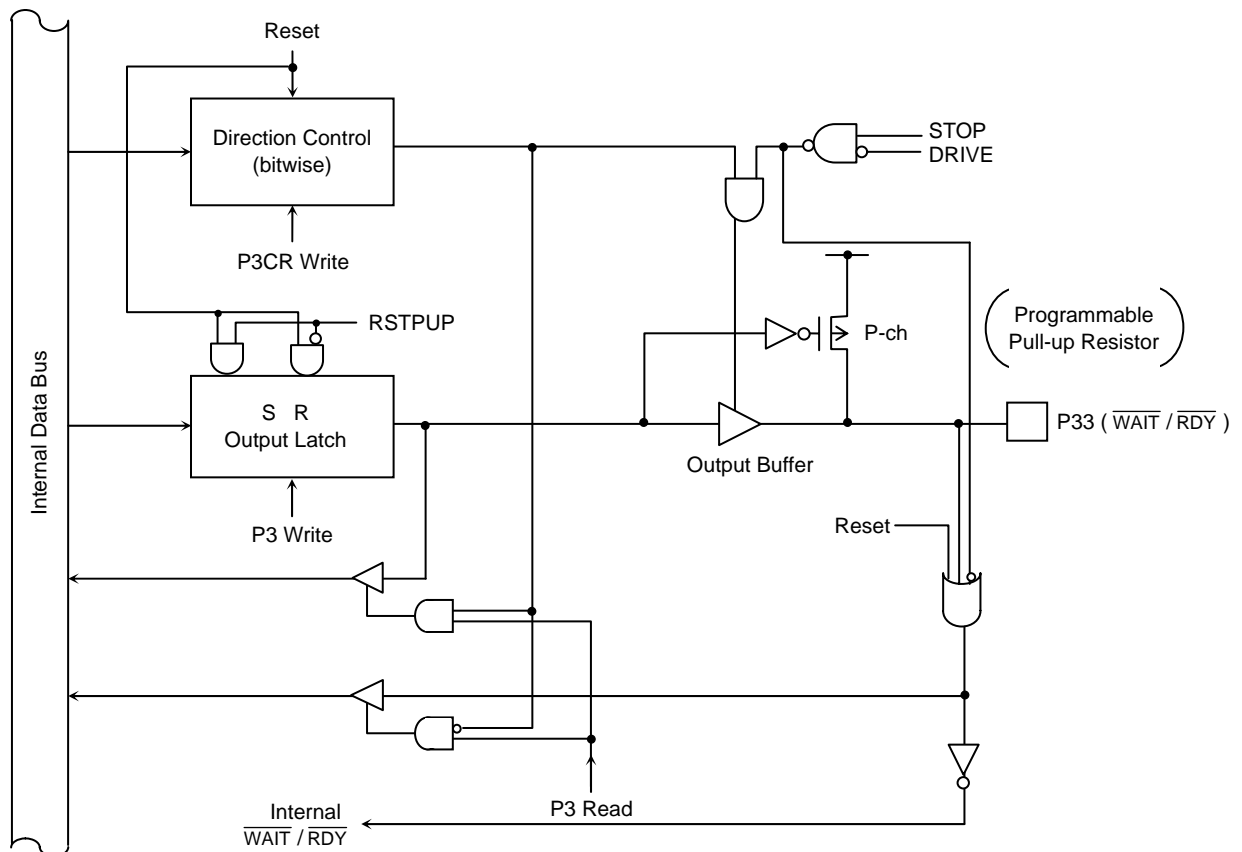 Reset
Direction Control
(bitwise)
STOP
DRIVE
P3CR Write
RSTPUP
P-ch
Programmable
Pull-up Resistor
Internal Data Bus
S R
Output Latch
Output Buffer
P33 ( WAIT / RDY )
P3 Write
Reset
P3 Read
Internal
WAIT / RDY